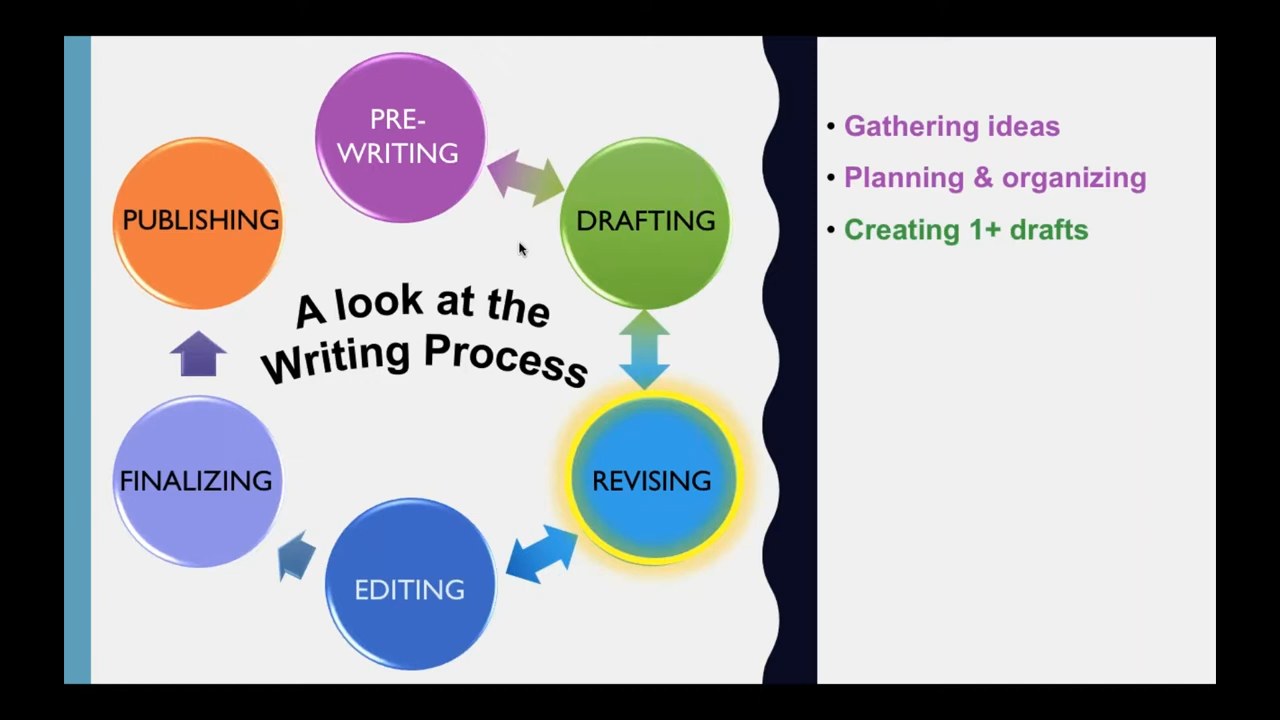 PRE-
WRITING
PUBLISHING
DRAFTING
A look at the
Writing Process
FINALIZING
REVISING
EDITING
• Gathering ideas
• Planning & organizing
• Creating 1+ drafts